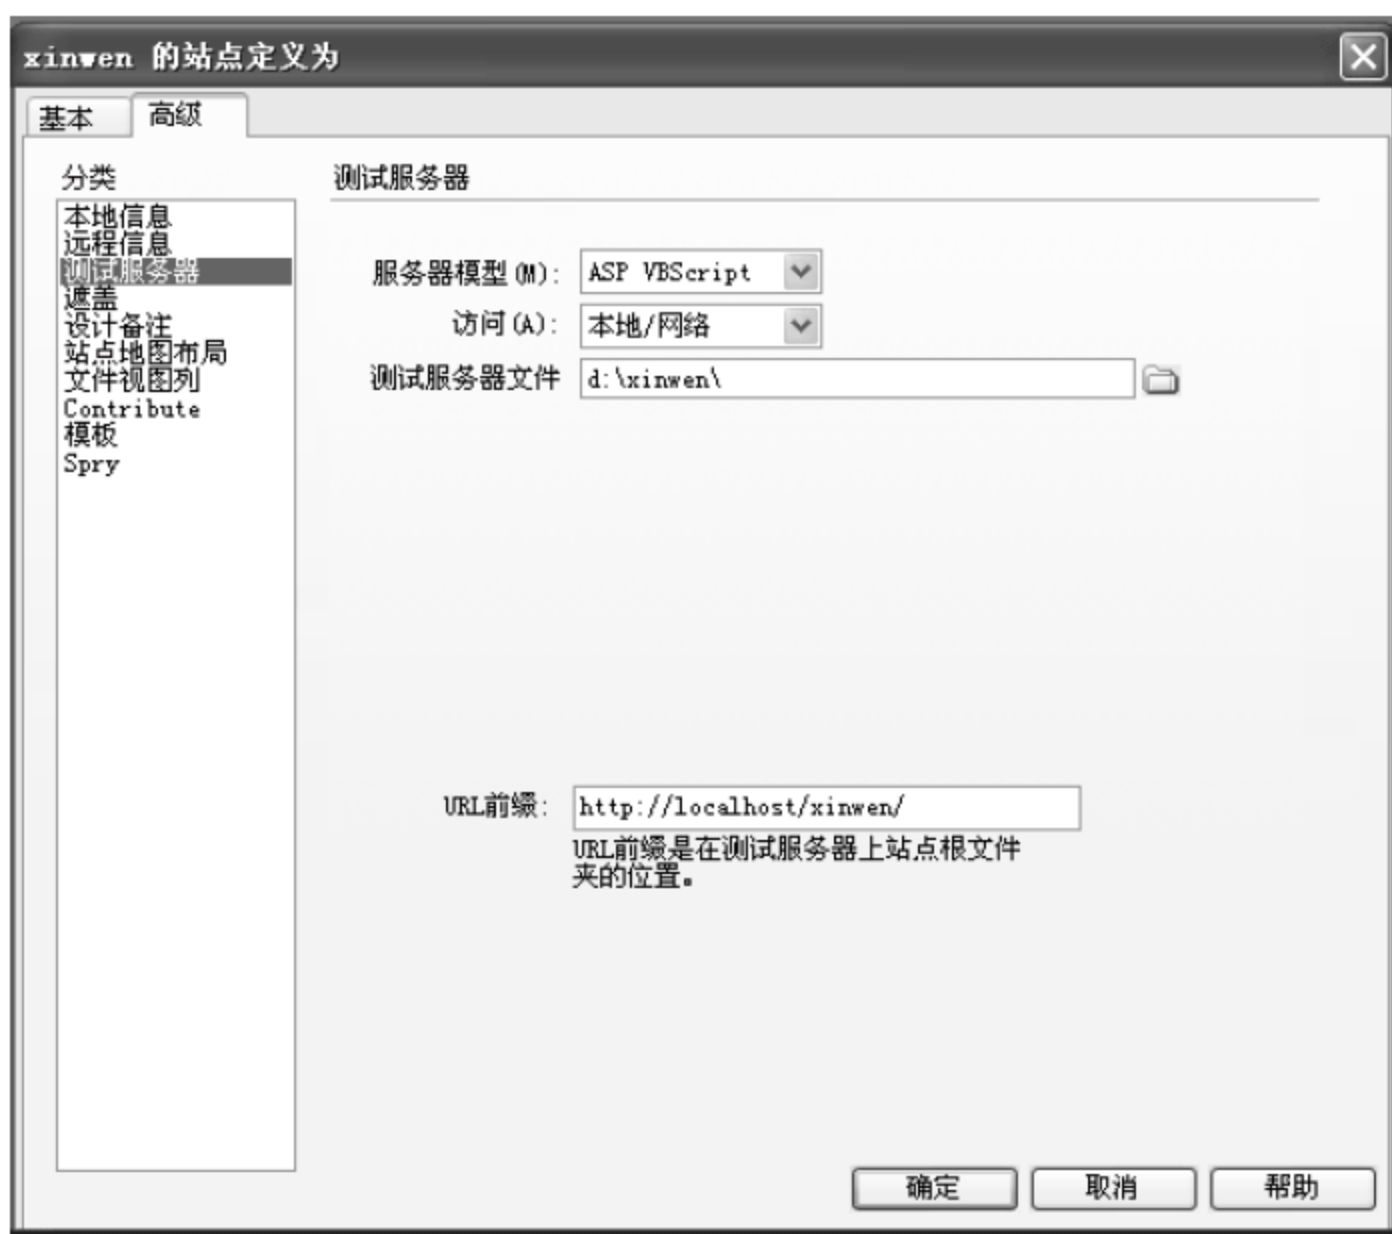 xinwen 的站点定义为
基本 高级
分类
本地信息
远程信息
测试服务器
遮盖
设计备注
站点地图布局
文件视图列
Contribute
模板
Spry
测试服务器
服务器模型(M): ASP VBScript
访问(A): 本地/网络
测试服务器文件 d:\xinwen\
URL前缀: http://localhost/xinwen/
URL前缀是在测试服务器上站点根文件
夹的位置。
确定 取消 帮助